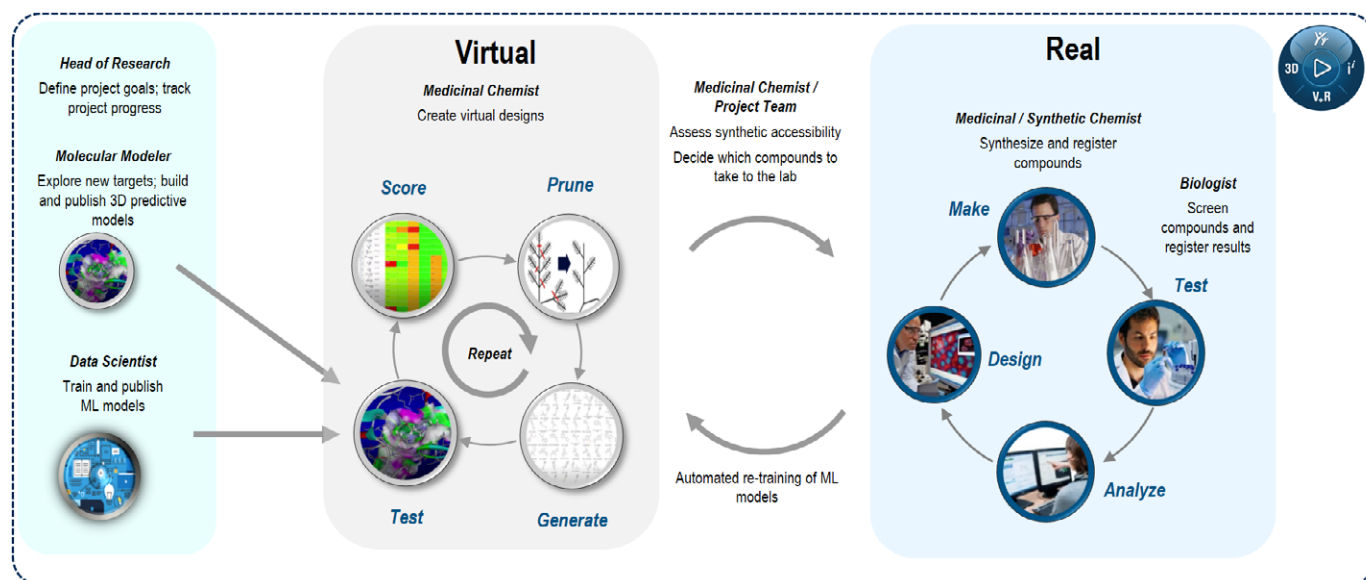 Head of Research
Define project goals; track
project progress
Molecular Modeler
Explore new targets; build
and publish 3D predictive
models
Data Scientist
Train and publish
ML models
Virtual
Medicinal Chemist
Create virtual designs
Score
Prune
Repeat
Test
Generate
Medicinal Chemist /
Project Team
Assess synthetic accessibility
Decide which compounds to
take to the lab
Automated re-training of ML
models
Real
Medicinal / Synthetic Chemist
Synthesize and register
compounds
Biologist
Screen
compounds and
register results
Make
Test
Design
Analyze
3D
V+R